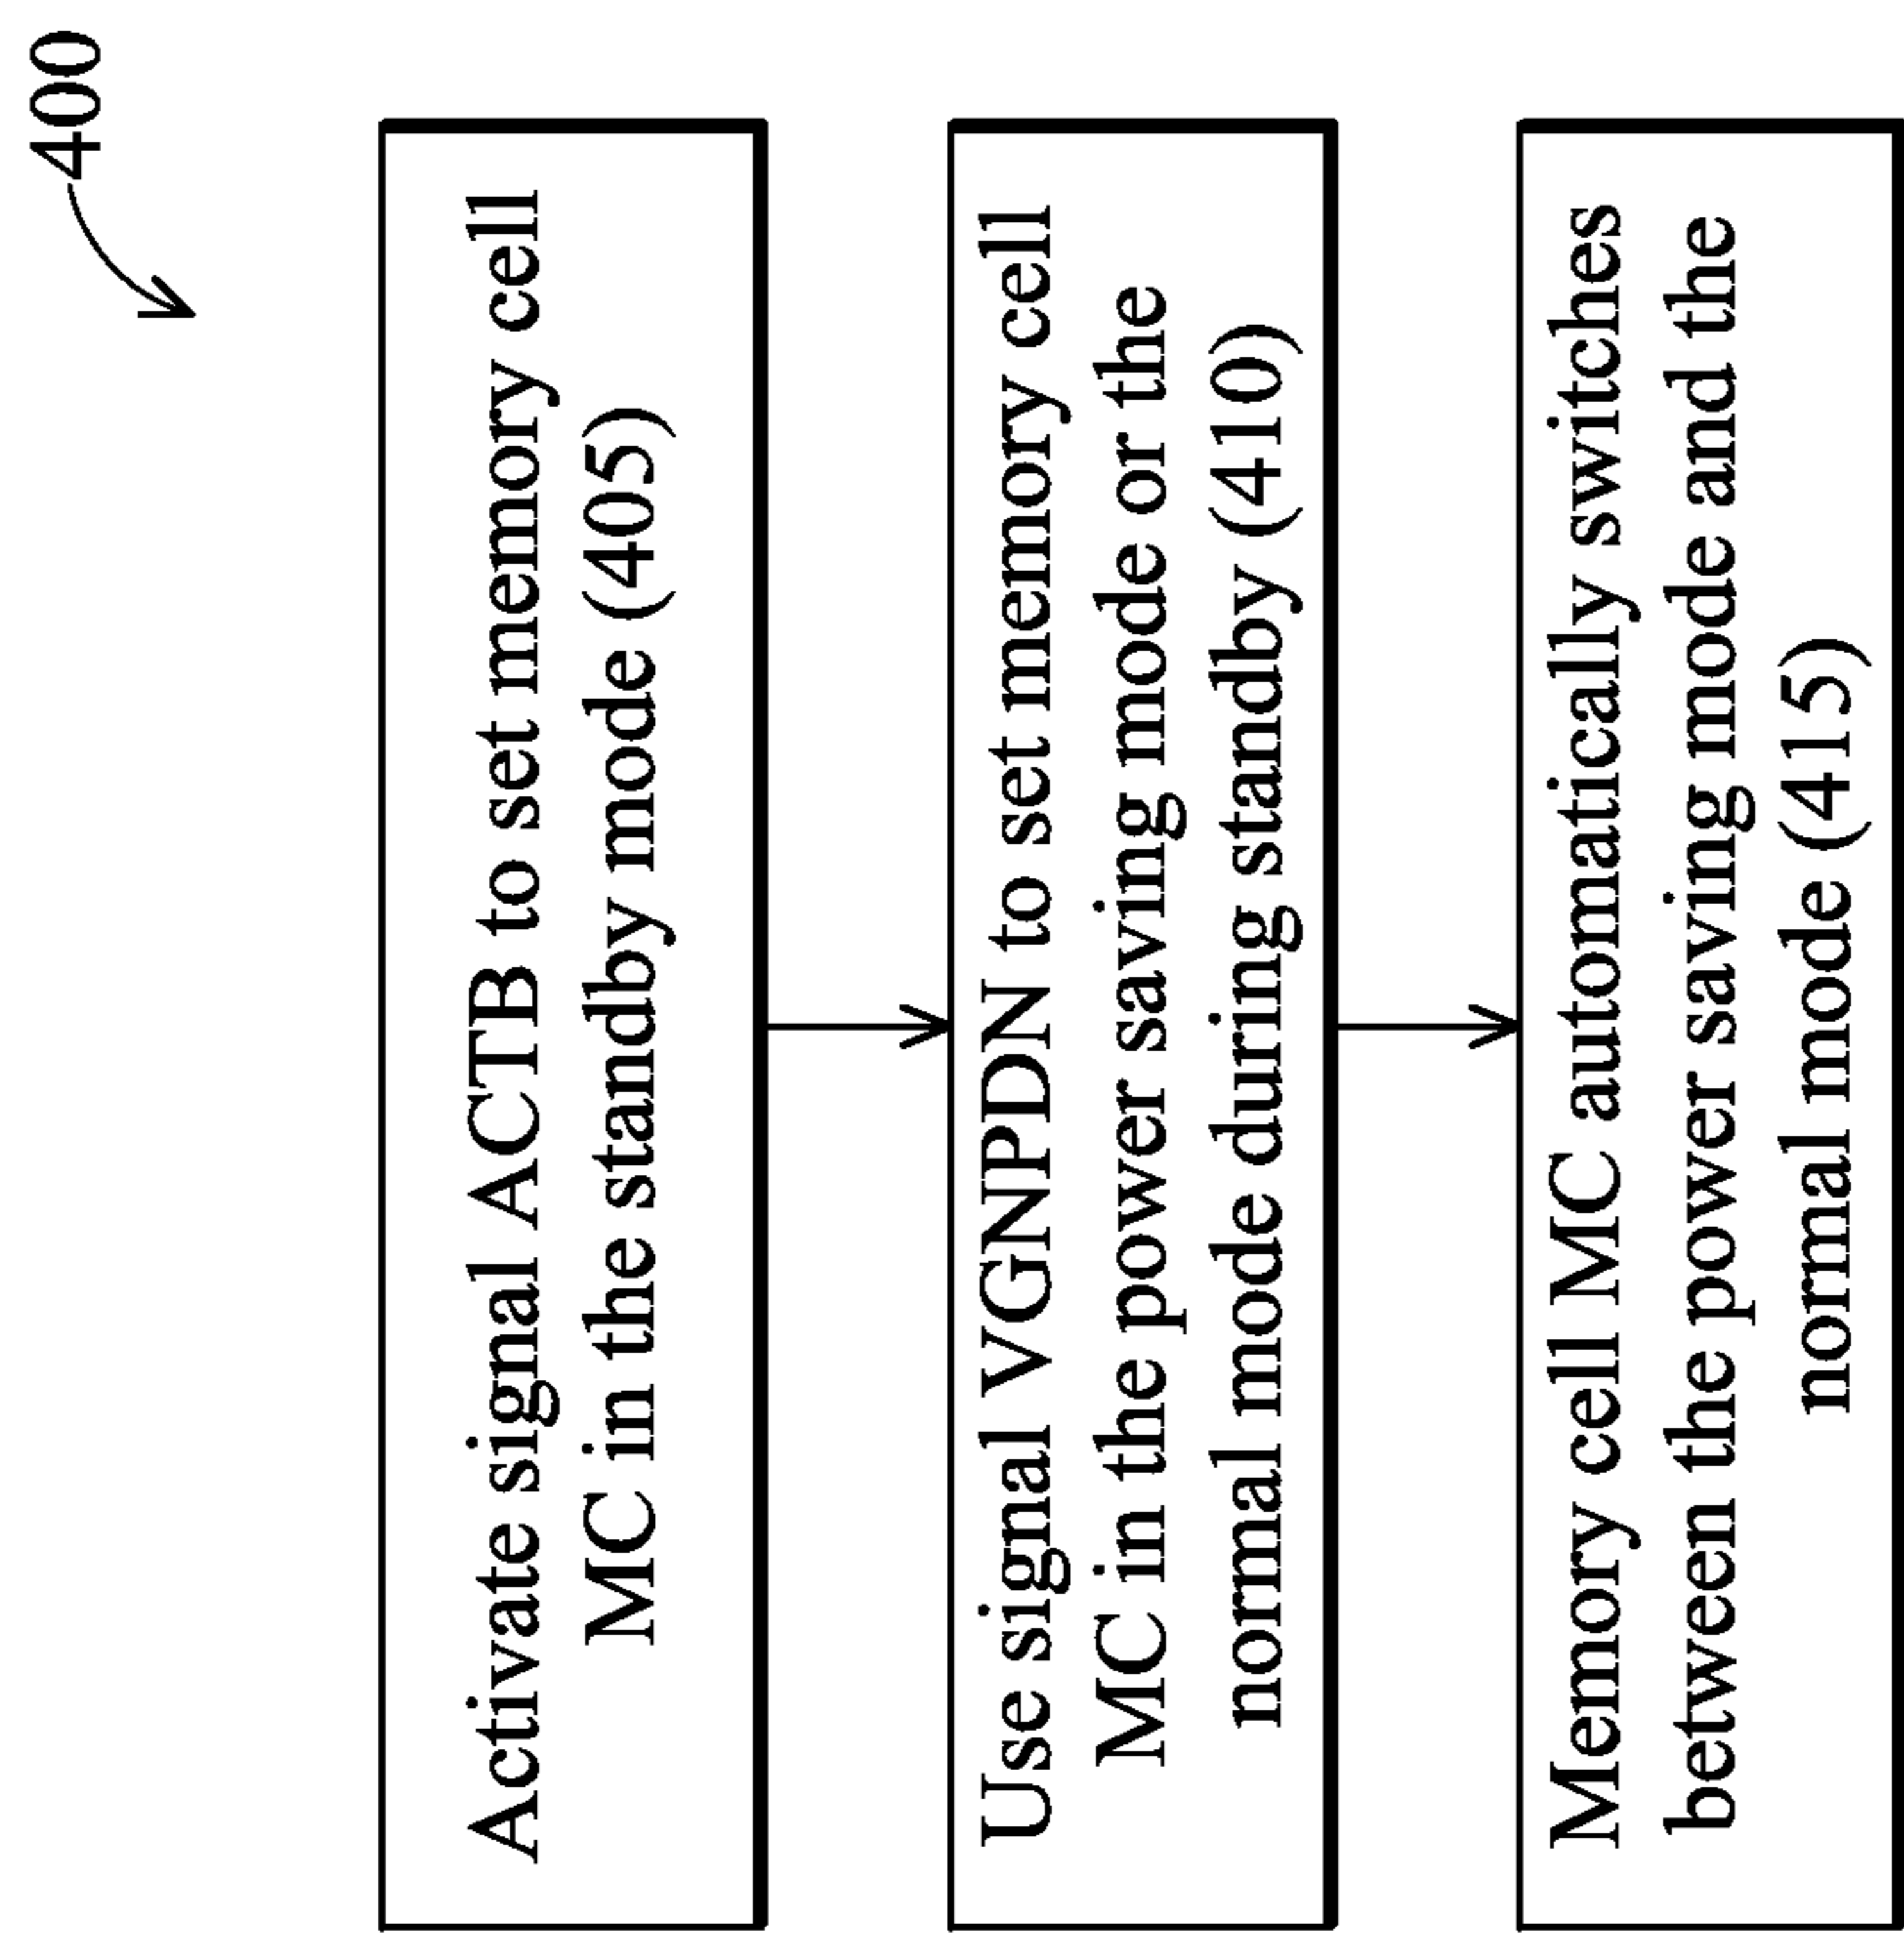 400
Activate signal ACTB to set memory cell
MC in the standby mode (405)
Use signal VGNPDN to set memory cell
MC in the power saving mode or the
normal mode during standby (410)
Memory cell MC automatically switches
between the power saving mode and the
normal mode (415)